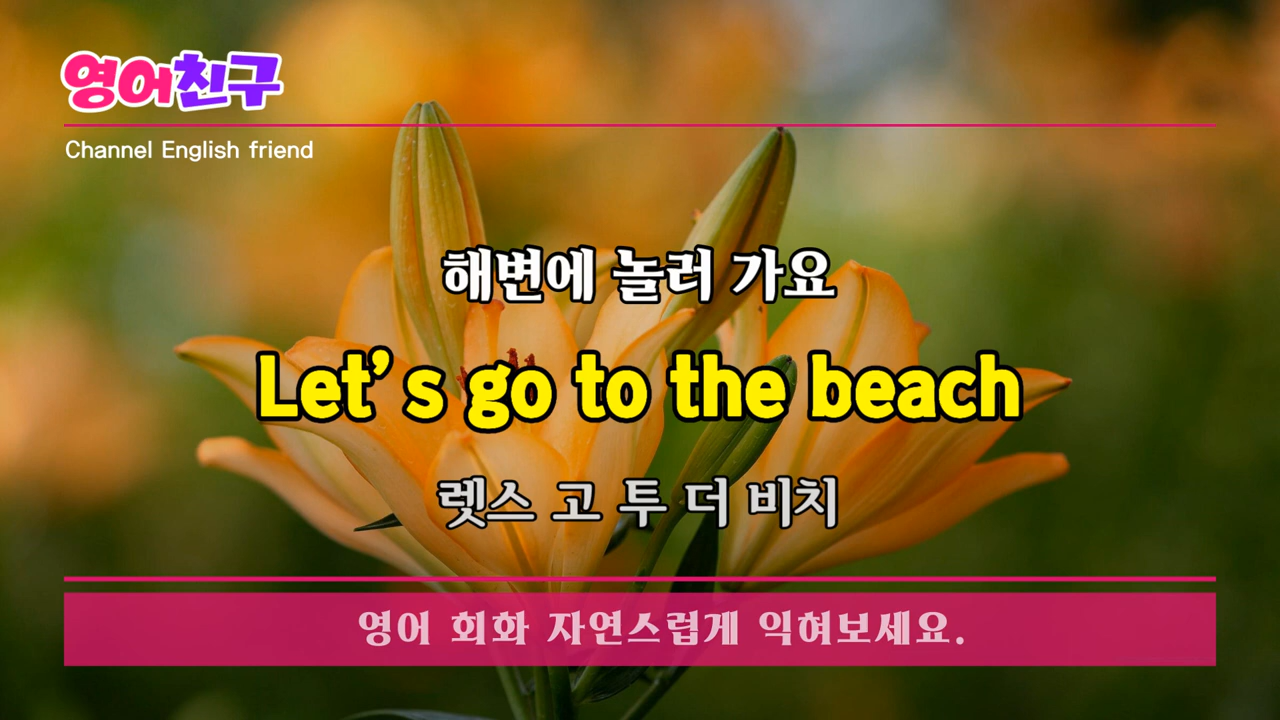 영어친구
Channel English friend
해변에 놀러 가요
Let's go to the beach
렛스 고 투 더 비치
영어 회화 자연스럽게 익혀보세요.